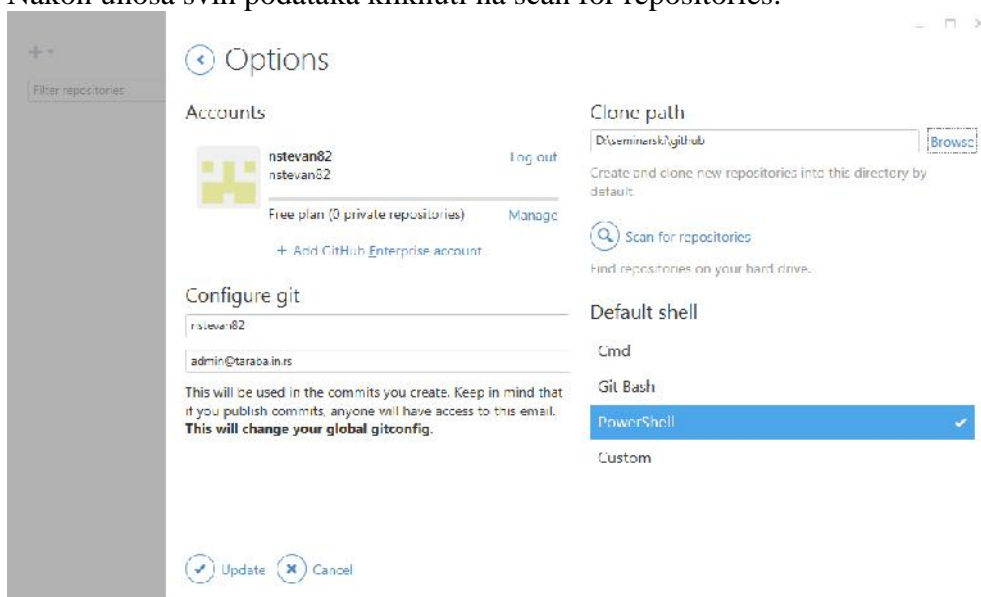 Nakon unosa svih podataka kliknuti na scan for repositories.
Filter repositories
Options
Accounts
nstevan82
Log out
nstevan82
Free plan (0 private repositories)
Manage
+ Add GitHub Enterprise account
Configure git
nstevan82
admin@taraba.in.rs
This will be used in the commits you create. Keep in mind that
if you publish commits, anyone will have access to this email.
This will change your global gitconfig.
Update
Cancel
Clone path
D:\seminarski\github
Browse
Create and clone new repositories into this directory by
default.
Scan for repositories
Find repositories on your hard drive.
Default shell
Cmd
Git Bash
PowerShell
Custom